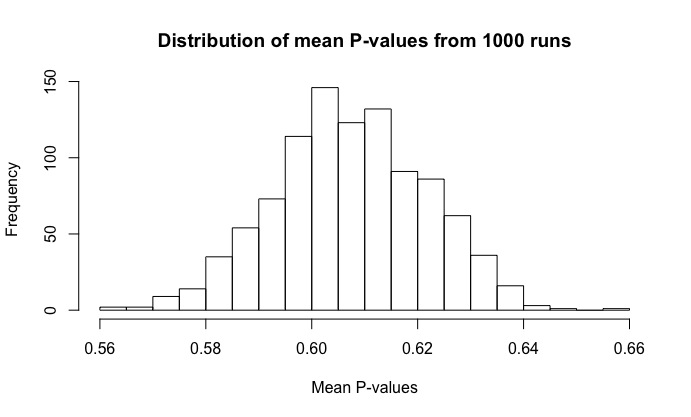 Distribution of mean P-values from 1000 runs
Frequency
150
100
50
0
0.56 0.58 0.60 0.62 0.64 0.66
Mean P-values